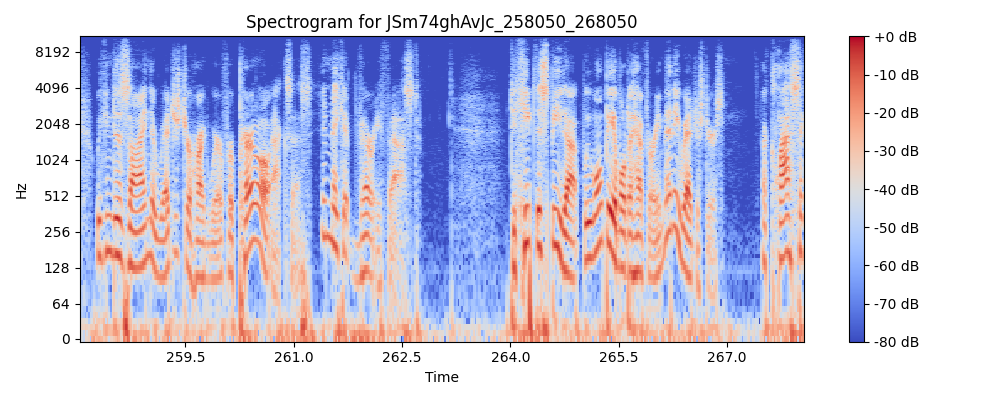 Spectrogram for JSm74ghAvJc_258050_268050
8192
4096
2048
1024
512
256
128
64
0
Hz
259.5 261.0 262.5 264.0 265.5 267.0
Time
+0 dB
-10 dB
-20 dB
-30 dB
-40 dB
-50 dB
-60 dB
-70 dB
-80 dB